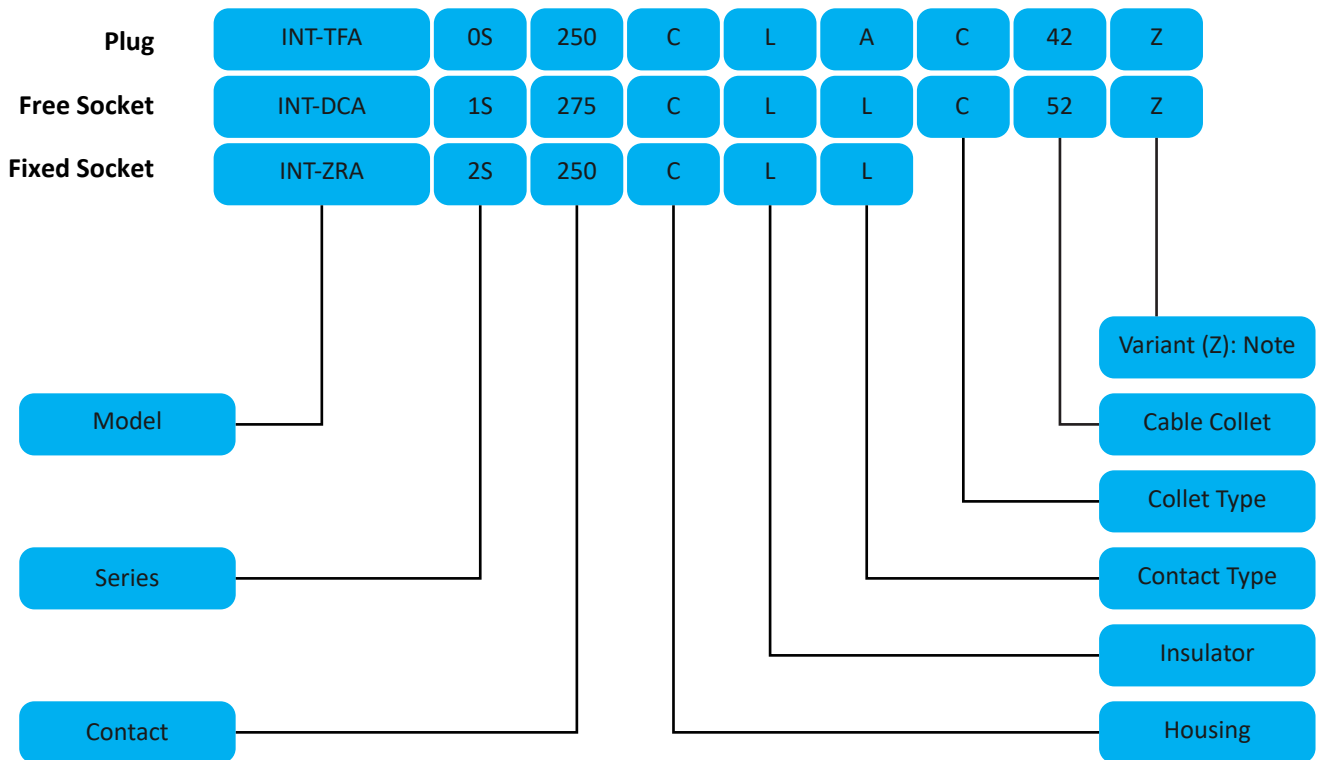 Plug INT-TFA 0S 250 C L A C 42 Z
Free Socket INT-DCA 1S 275 C L L C 52 Z
Fixed Socket INT-ZRA 2S 250 C L L
Variant (Z): Note
Model Cable Collet
Collet Type
Series Contact Type
Insulator
Contact Housing